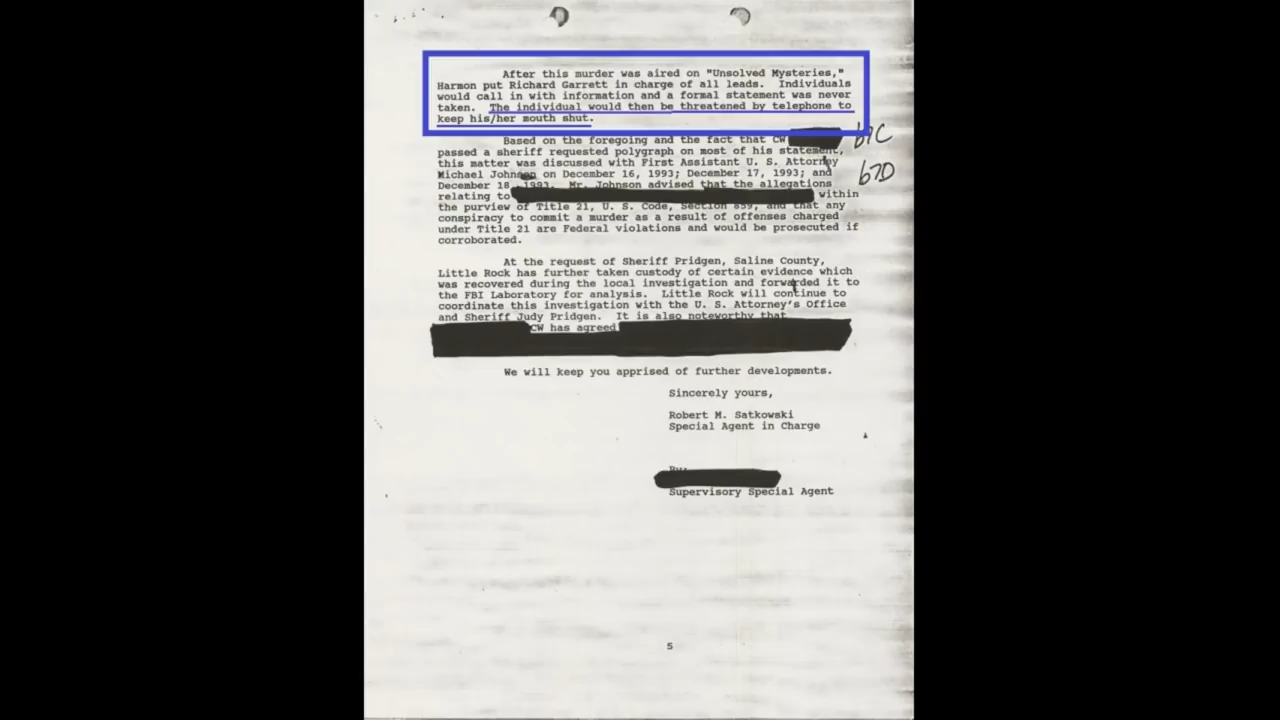 After this murder was aired on "Unsolved Mysteries,"
Harmon put Richard Garrett in charge of all leads. Individuals
would call in with information and a formal statement was never
taken. The individual would then be threatened by telephone to
keep his/her mouth shut.
Based on the foregoing and the fact that CW
b7C
passed a sheriff requested polygraph on most of his statement,
this matter was discussed with First Assistant U. S. Attorney
b7D
Michael Johnson on December 16, 1993; December 17, 1993; and
December 18, 1993. Mr. Johnson advised that the allegations
relating to within
the purview of Title 21, U. S. Code, Section 859, and that any
conspiracy to commit a murder as a result of offenses charged
under Title 21 are Federal violations and would be prosecuted if
corroborated.
At the request of Sheriff Pridgen, Saline County,
Little Rock has further taken custody of certain evidence which
was recovered during the local investigation and forwarded it to
the FBI Laboratory for analysis. Little Rock will continue to
coordinate this investigation with the U. S. Attorney's Office
and Sheriff Judy Pridgen. It is also noteworthy that
CW has agreed
We will keep you apprised of further developments.
Sincerely yours,
Robert M. Satkowski
Special Agent in Charge
By:
Supervisory Special Agent
5